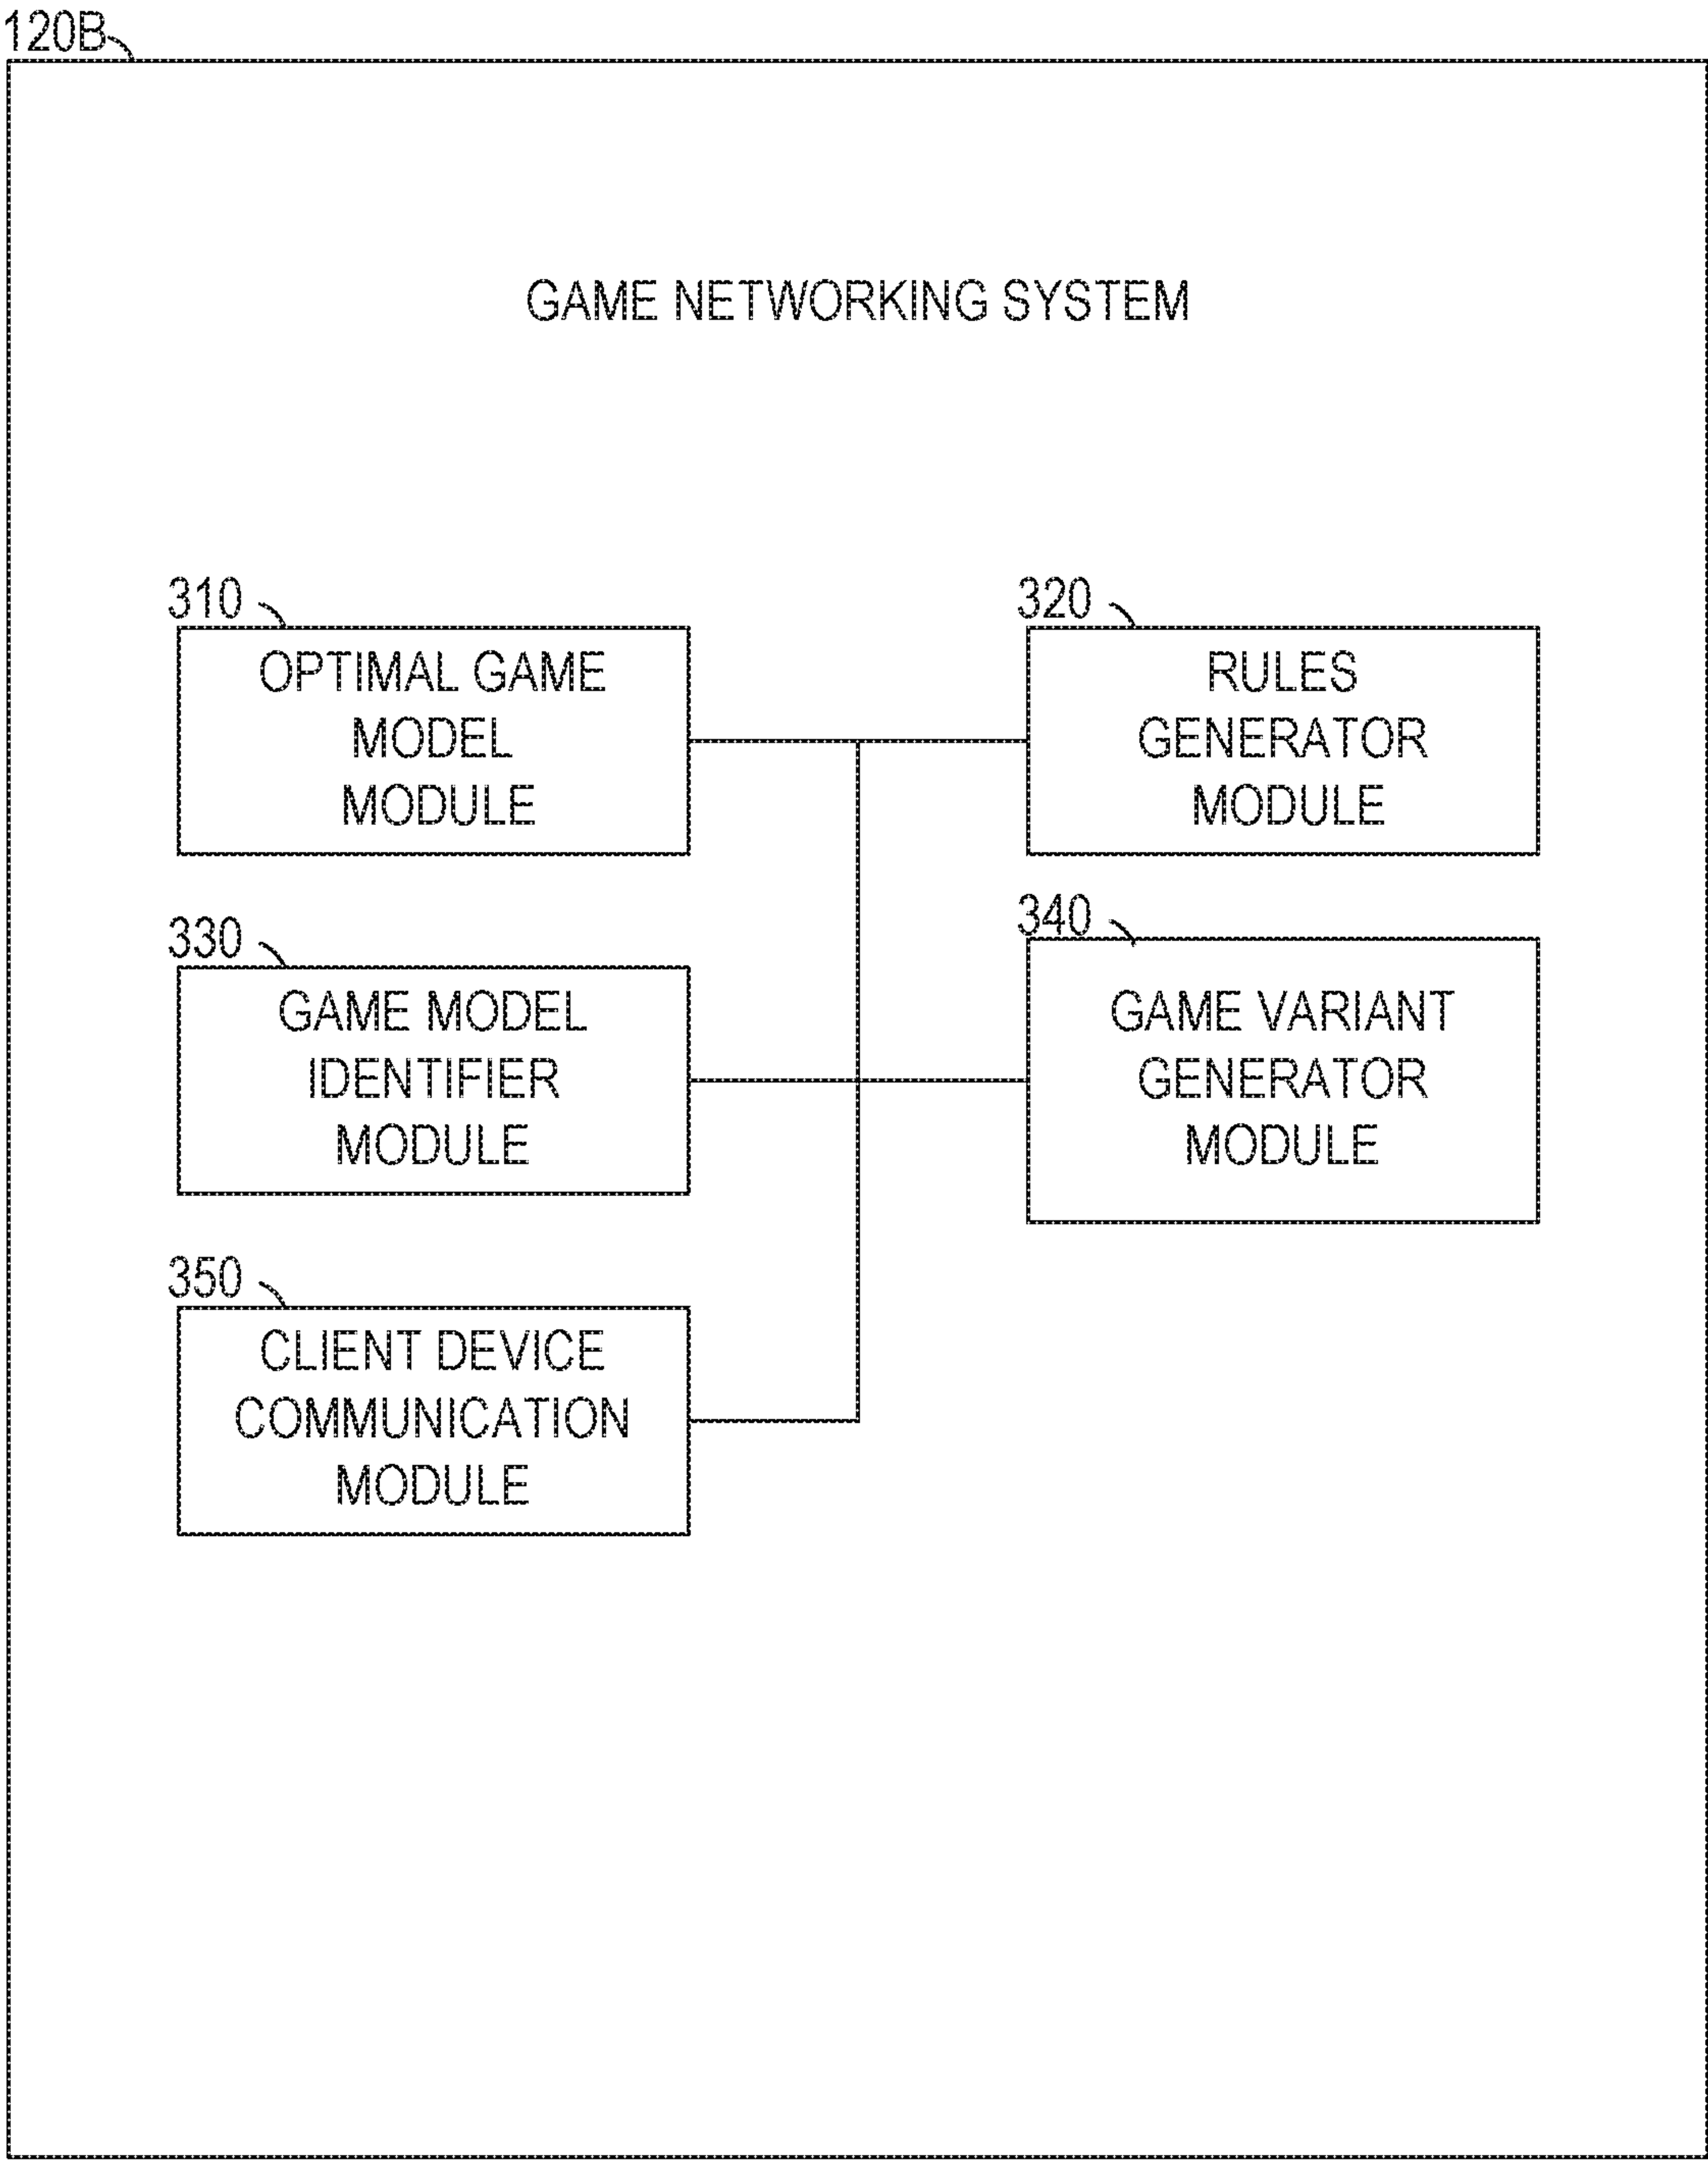 120B
GAME NETWORKING SYSTEM
310
OPTIMAL GAME
MODEL
MODULE
320
RULES
GENERATOR
MODULE
330
GAME MODEL
IDENTIFIER
MODULE
340
GAME VARIANT
GENERATOR
MODULE
350
CLIENT DEVICE
COMMUNICATION
MODULE